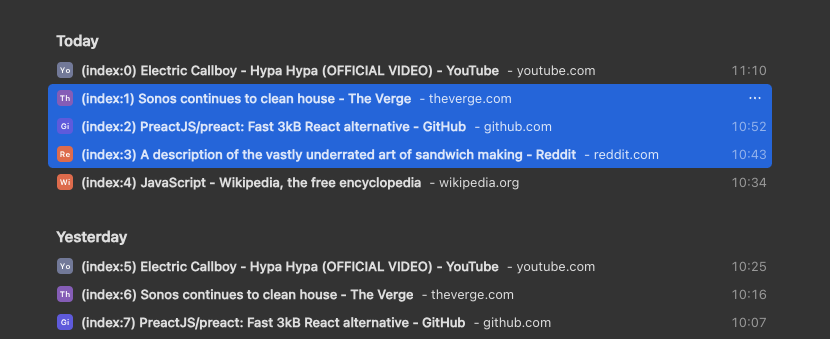 Today
Yo (index:0) Electric Callboy - Hypa Hypa (OFFICIAL VIDEO) - YouTube - youtube.com 11:10
Th (index:1) Sonos continues to clean house - The Verge - theverge.com ...
Gi (index:2) PreactJS/preact: Fast 3kB React alternative - GitHub - github.com 10:52
Re (index:3) A description of the vastly underrated art of sandwich making - Reddit - reddit.com 10:43
Wi (index:4) JavaScript - Wikipedia, the free encyclopedia - wikipedia.org 10:34
Yesterday
Yo (index:5) Electric Callboy - Hypa Hypa (OFFICIAL VIDEO) - YouTube - youtube.com 10:25
Th (index:6) Sonos continues to clean house - The Verge - theverge.com 10:16
Gi (index:7) PreactJS/preact: Fast 3kB React alternative - GitHub - github.com 10:07